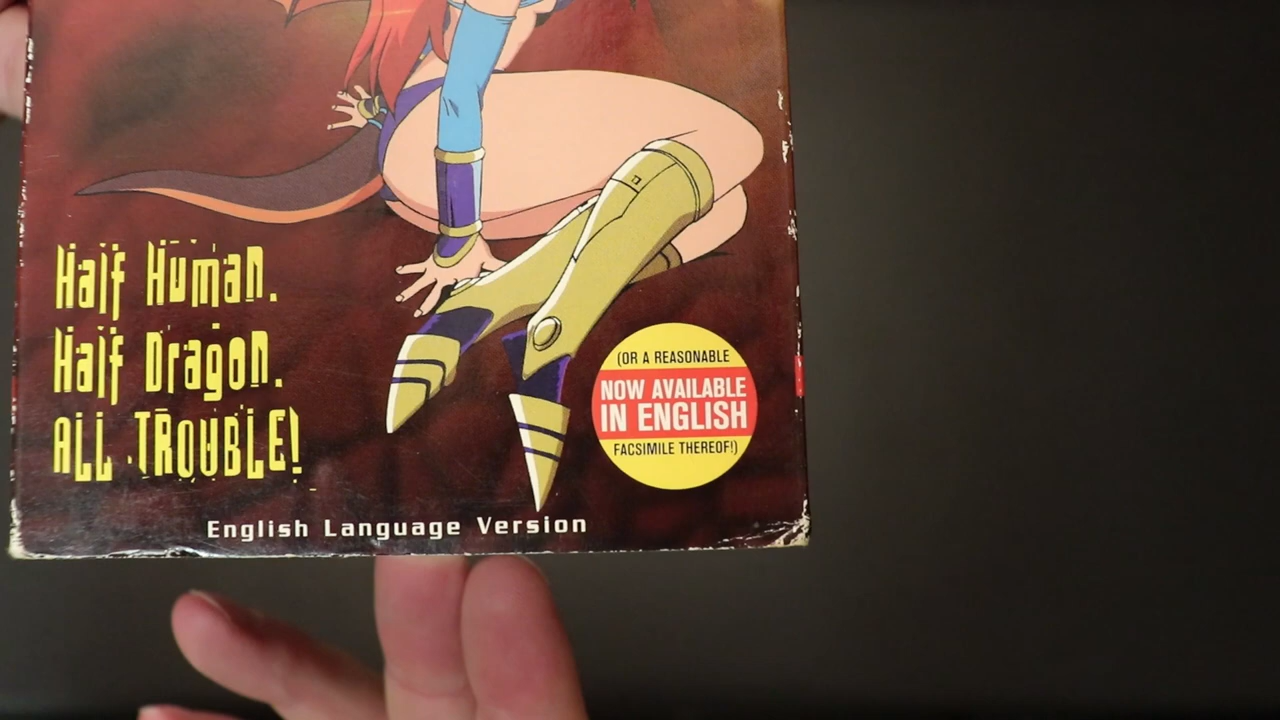 Half Human.
Half Dragon.
ALL TROUBLE!
(OR A REASONABLE
NOW AVAILABLE
IN ENGLISH
FACSIMILE THEREOF!)
English Language Version